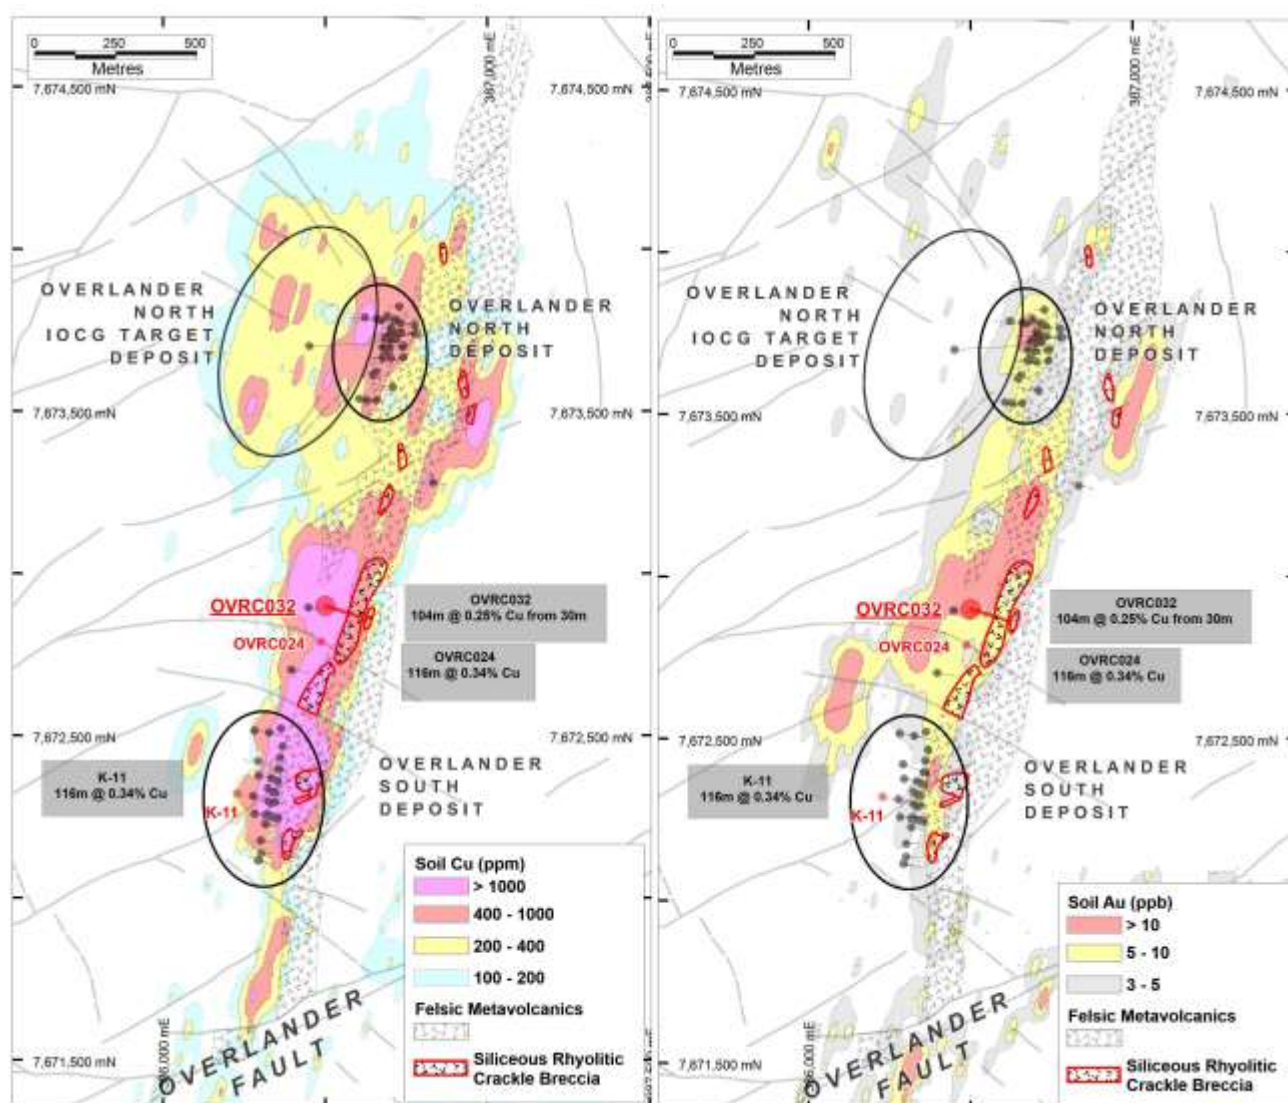 0 250 500
Metres
7,674,500 mN
387,000 mE
7,674,500 mN
OVERLANDER
NORTH
IOCG TARGET
DEPOSIT
OVERLANDER
NORTH
DEPOSIT
7,673,500 mN
7,673,500 mN
OVRC032
OVRC032
104m @ 0.25% Cu from 30m
OVRC024
OVRC024
116m @ 0.34% Cu
7,672,500 mN
7,672,500 mN
K-11
116m @ 0.34% Cu
K-11
OVERLANDER
SOUTH
DEPOSIT
Soil Cu (ppm)
> 1000
400 - 1000
200 - 400
100 - 200
Felsic Metavolcanics
Siliceous Rhyolitic
Crackle Breccia
7,671,500 mN
OVERLANDER
FAULT
0 250 500
Metres
7,674,500 mN
387,000 mE
7,674,500 mN
OVERLANDER
NORTH
IOCG TARGET
DEPOSIT
OVERLANDER
NORTH
DEPOSIT
7,673,500 mN
7,673,500 mN
OVRC032
OVRC032
104m @ 0.25% Cu from 30m
OVRC024
OVRC024
116m @ 0.34% Cu
7,672,500 mN
7,672,500 mN
K-11
116m @ 0.34% Cu
K-11
OVERLANDER
SOUTH
DEPOSIT
Soil Au (ppb)
> 10
5 - 10
3 - 5
Felsic Metavolcanics
Siliceous Rhyolitic
Crackle Breccia
7,671,500 mN
OVERLANDER
FAULT